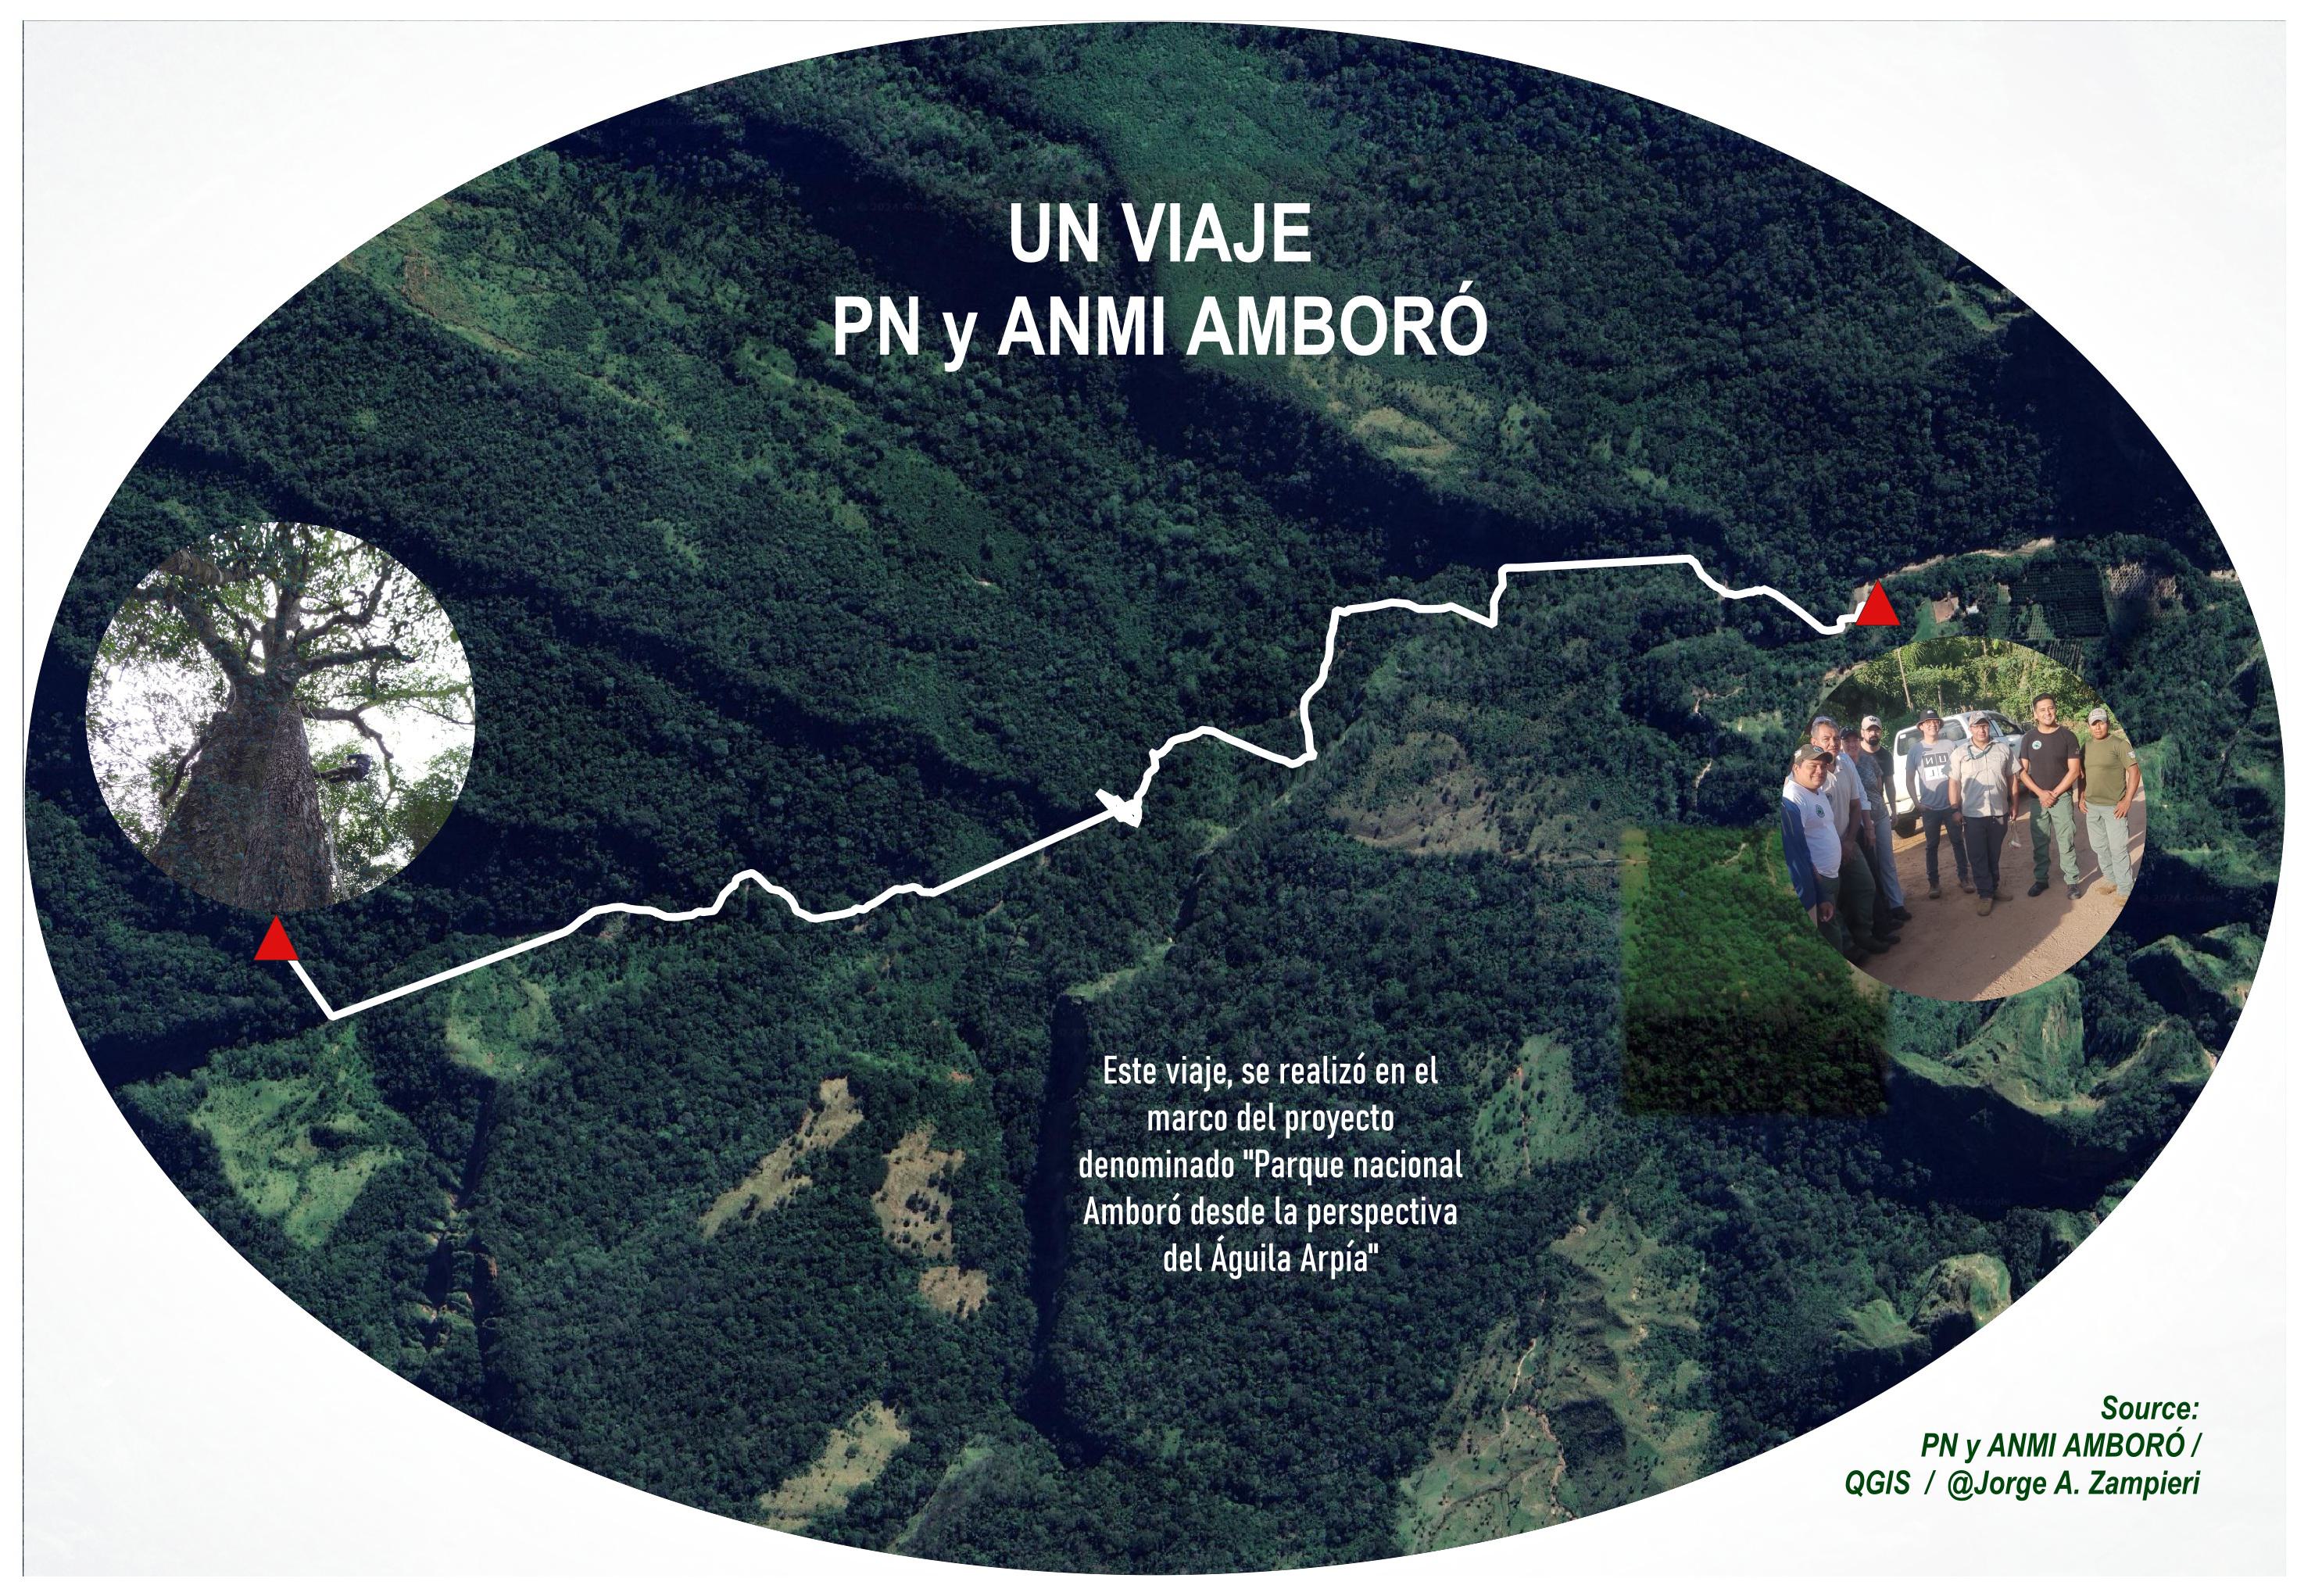 UN VIAJE
PN y ANMI AMBORÓ
Este viaje, se realizó en el
marco del proyecto
denominado "Parque nacional
Amboró desde la perspectiva
del Águila Arpía"
Source:
PN y ANMI AMBORÓ /
QGIS / @Jorge A. Zampieri